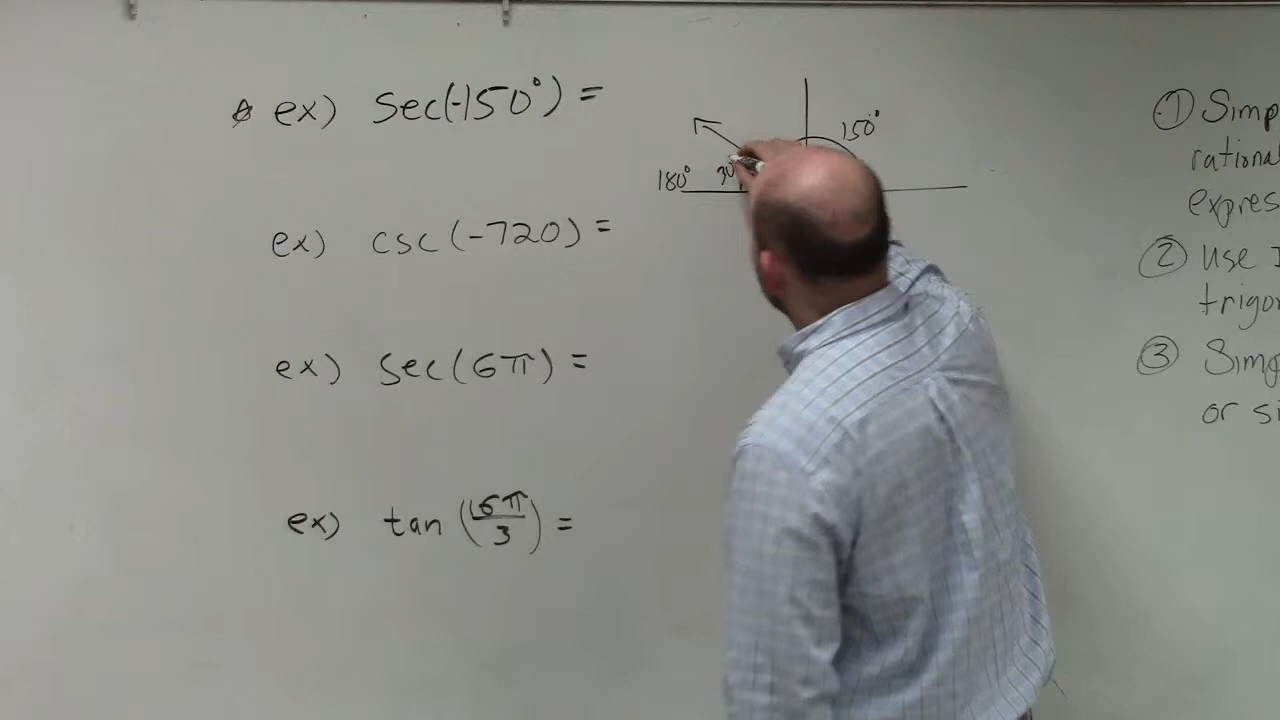 ex) sec(-150°) =
150°
180°
30
ex) csc(-720) =
ex) sec(6π) =
ex) tan (16π/3) =
① Simp
rational
expres
② Use I
trigon
③ Simp
or si